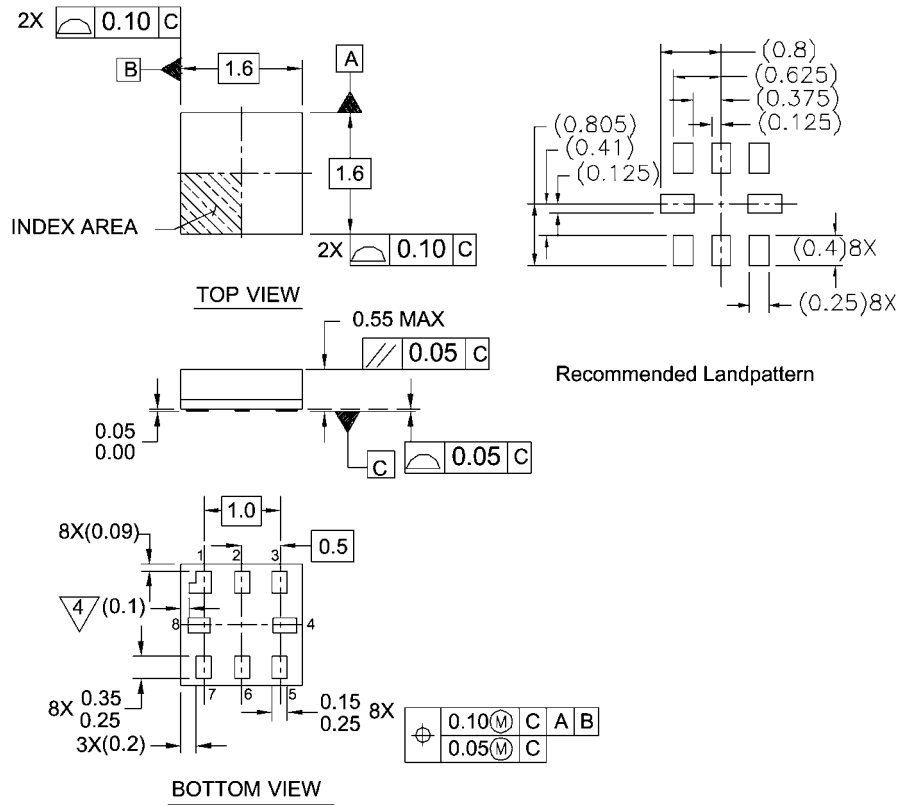 2X 0.10 C
B
1.6
A
1.6
INDEX AREA
2X 0.10 C
TOP VIEW
(0.8)
(0.625)
(0.375)
(0.125)
(0.805)
(0.41)
(0.125)
(0.4)8X
(0.25)8X
Recommended Landpattern
0.55 MAX
// 0.05 C
0.05
0.00
C
0.05 C
1.0
0.5
8X(0.09)
1 2 3
4 (0.1)
8 4
7 6 5
8X 0.35
0.25
3X(0.2)
0.15
0.25 8X
0.10 Ⓜ C A B
0.05 Ⓜ C
BOTTOM VIEW